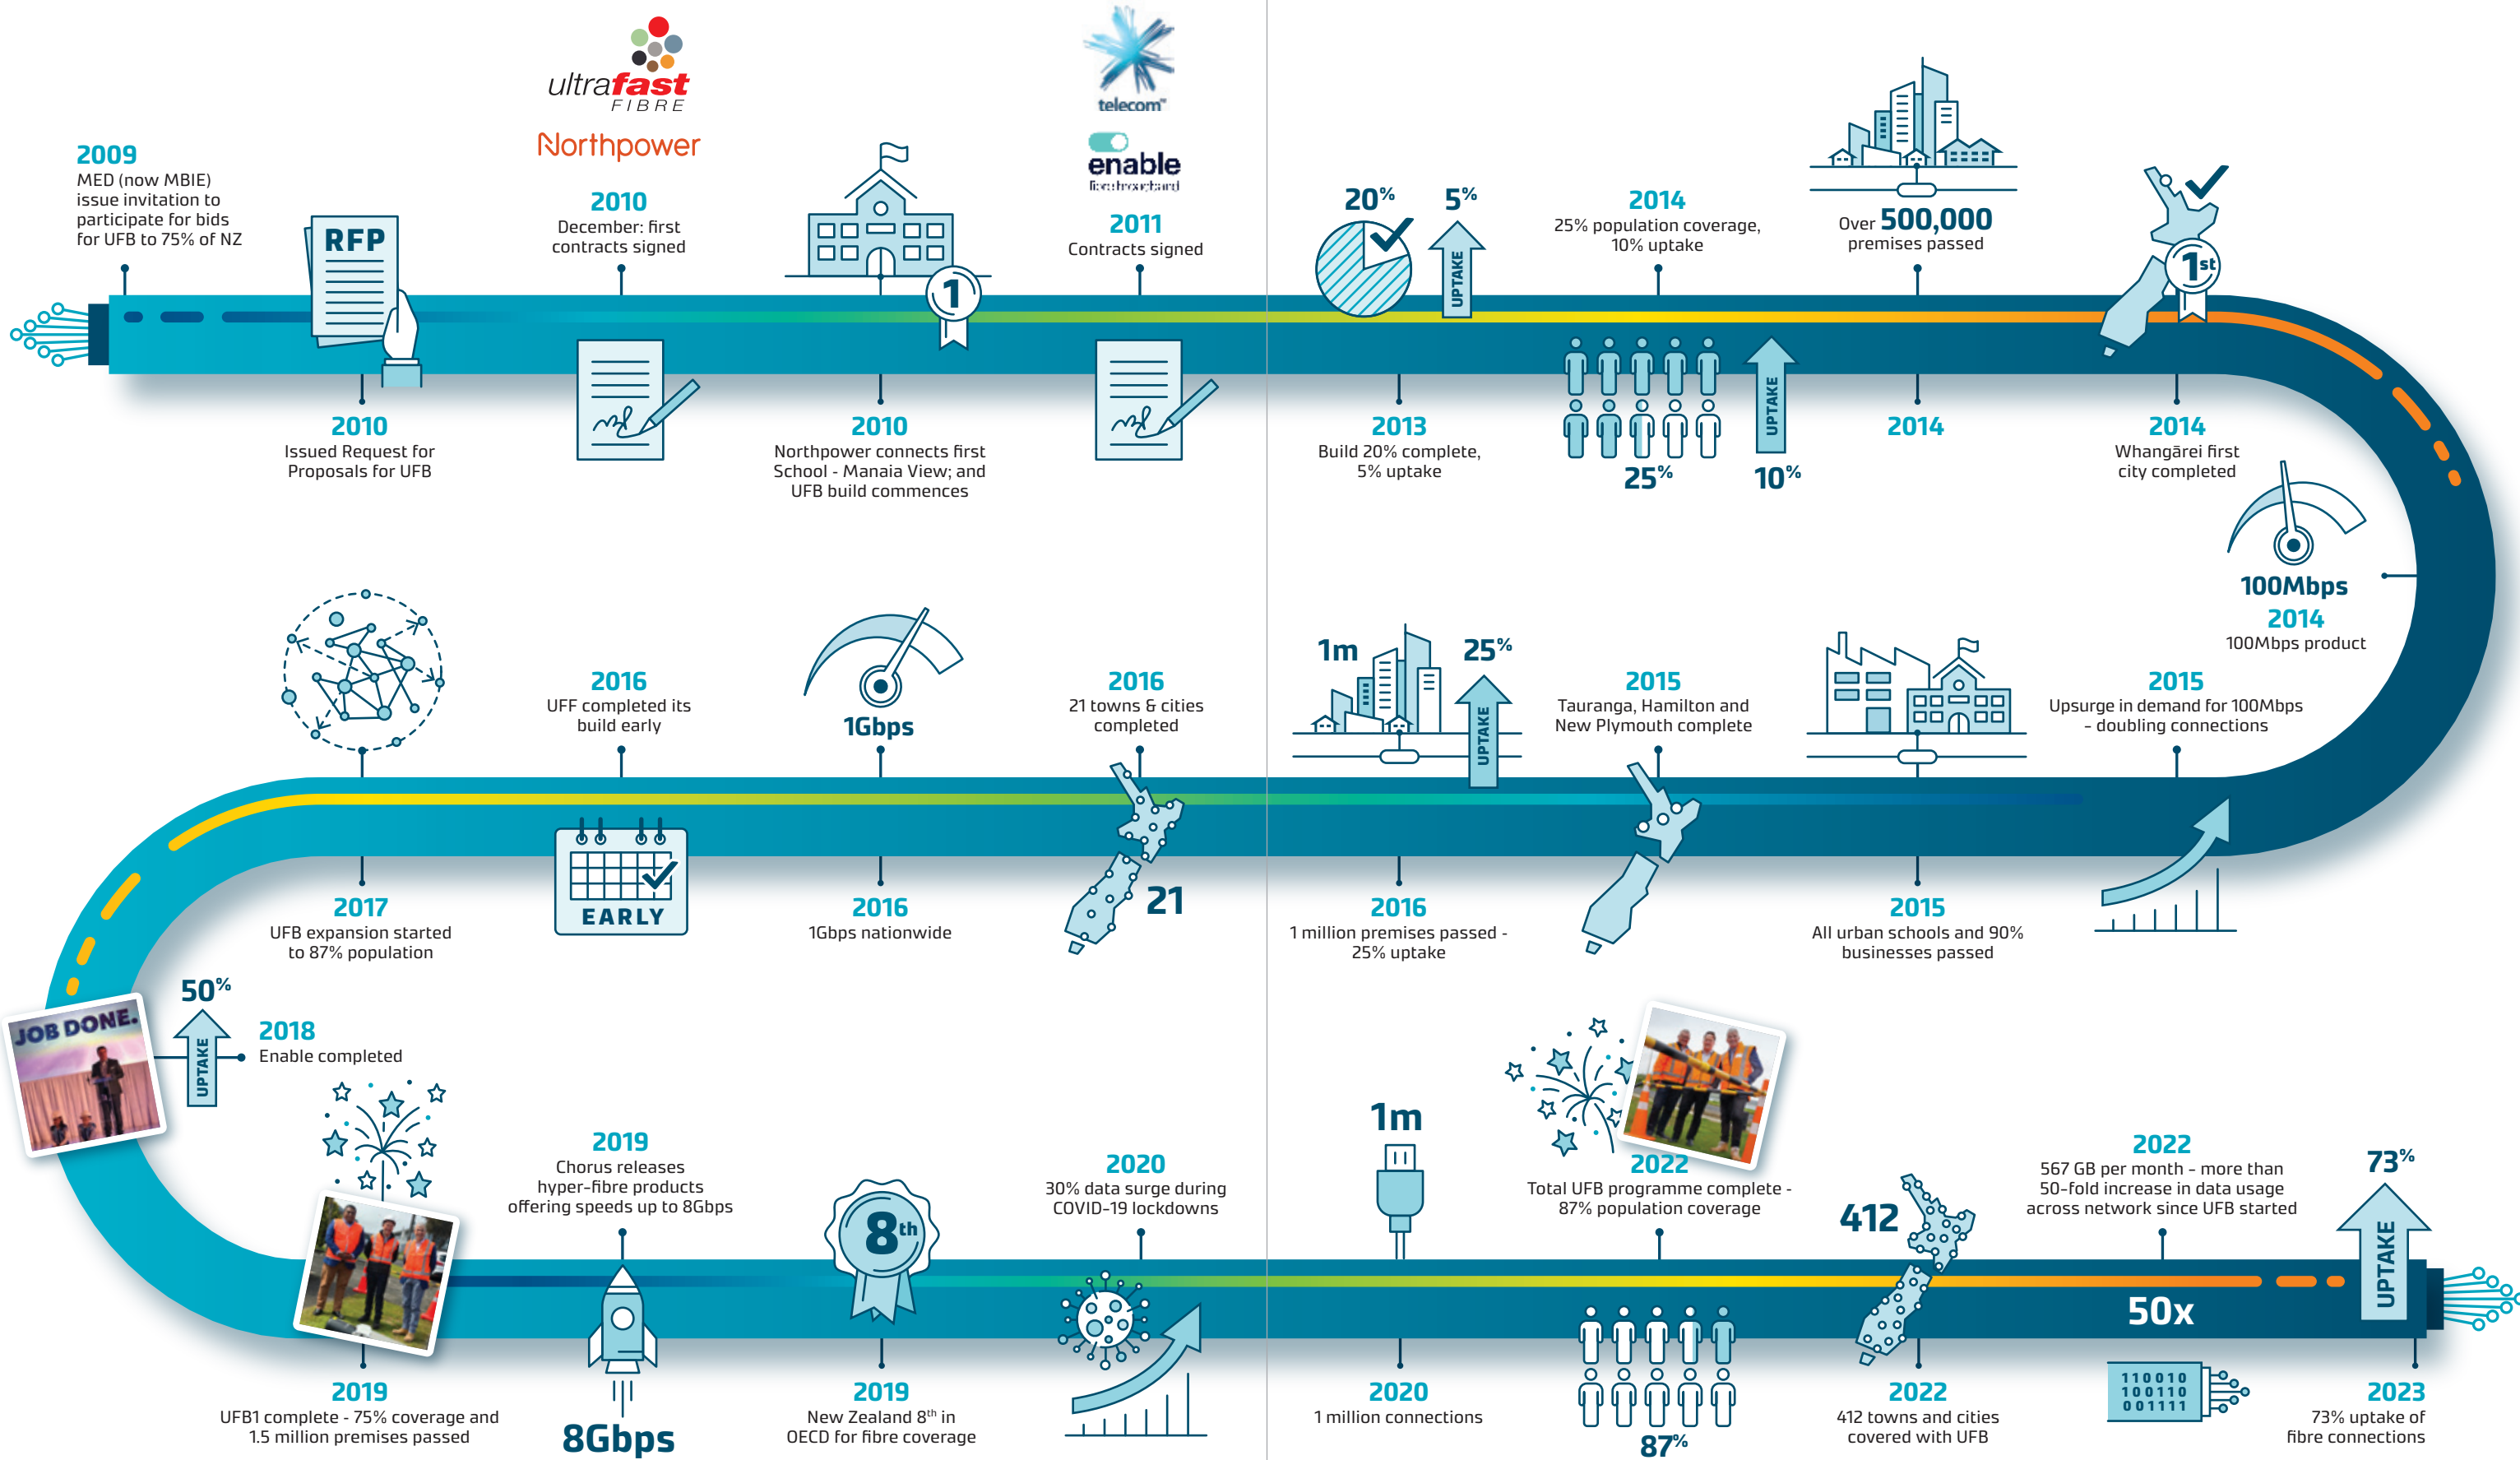 ultrafast
FIBRE
Northpower
telecom
enable
2009
MED (now MBIE)
issue invitation to
participate for bids
for UFB to 75% of NZ
RFP
2010
Issued Request for
Proposals for UFB
2010
December: first
contracts signed
1
2010
Northpower connects first
School - Manaia View; and
UFB build commences
2011
Contracts signed
20%
5%
UPTAKE
2013
Build 20% complete,
5% uptake
2014
25% population coverage,
10% uptake
25%
UPTAKE
10%
Over 500,000
premises passed
2014
1st
2014
Whangārei first
city completed
100Mbps
2014
100Mbps product
2015
Upsurge in demand for 100Mbps
- doubling connections
2015
All urban schools and 90%
businesses passed
2015
Tauranga, Hamilton and
New Plymouth complete
1m
25%
UPTAKE
2016
1 million premises passed -
25% uptake
2016
21 towns & cities
completed
21
1Gbps
2016
1Gbps nationwide
2016
UFF completed its
build early
EARLY
2017
UFB expansion started
to 87% population
JOB DONE.
50%
UPTAKE
2018
Enable completed
2019
UFB1 complete - 75% coverage and
1.5 million premises passed
2019
Chorus releases
hyper-fibre products
offering speeds up to 8Gbps
8Gbps
8th
2019
New Zealand 8th in
OECD for fibre coverage
2020
30% data surge during
COVID-19 lockdowns
1m
2020
1 million connections
2022
Total UFB programme complete -
87% population coverage
87%
412
2022
412 towns and cities
covered with UFB
2022
567 GB per month - more than
50-fold increase in data usage
across network since UFB started
50x
110010
100110
001111
73%
UPTAKE
2023
73% uptake of
fibre connections